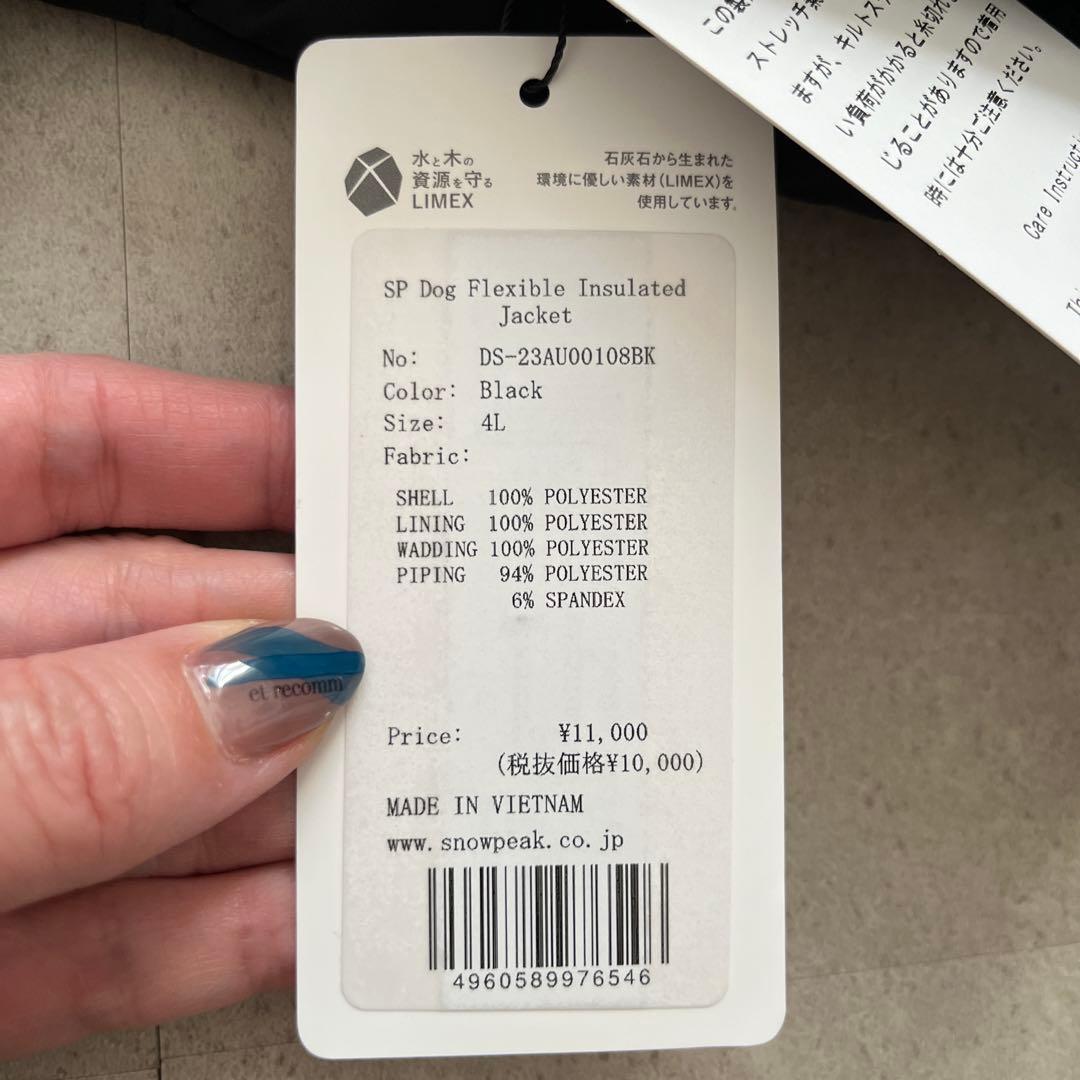 水と木の
資源を守る
LIMEX
石灰石から生まれた
環境に優しい素材(LIMEX)を
使用しています。
SP Dog Flexible Insulated
Jacket
No: DS-23AU00108BK
Color: Black
Size: 4L
Fabric:
SHELL 100% POLYESTER
LINING 100% POLYESTER
WADDING 100% POLYESTER
PIPING 94% POLYESTER
6% SPANDEX
Price: ¥11,000
(税抜価格¥10,000)
MADE IN VIETNAM
www.snowpeak.co.jp
4960589976546
et recomm
この製
ストレッチ素
ますが、キルトステ
い負荷がかかると糸切れ
じることがありますので着用
時には十分ご注意ください。
Care Instructi